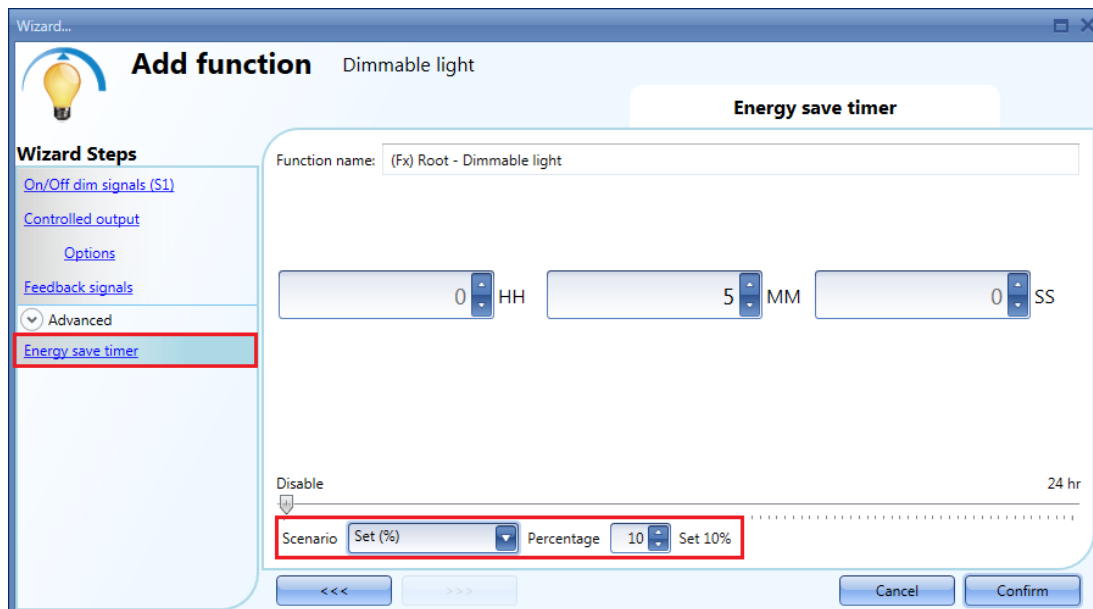 Wizard...
Add function Dimmable light
Energy save timer
Wizard Steps
On/Off dim signals (S1)
Controlled output
Options
Feedback signals
Advanced
Energy save timer
Function name: (Fx) Root - Dimmable light
0 HH 5 MM 0 SS
Disable 24 hr
Scenario Set (%) Percentage 10 Set 10%
<<< >>> Cancel Confirm